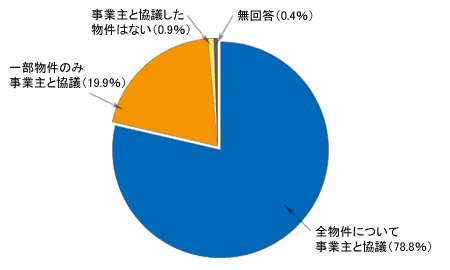 事業主と協議した
物件はない(0.9%)
無回答(0.4%)
一部物件のみ
事業主と協議(19.9%)
全物件について
事業主と協議(78.8%)